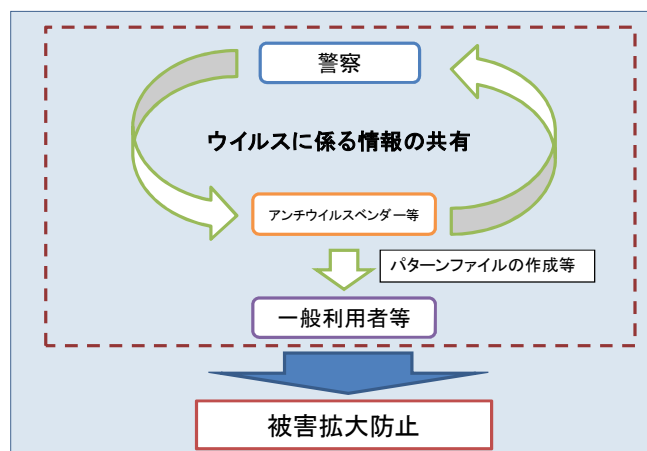 警察
ウイルスに係る情報の共有
アンチウイルスベンダー等
パターンファイルの作成等
一般利用者等
被害拡大防止